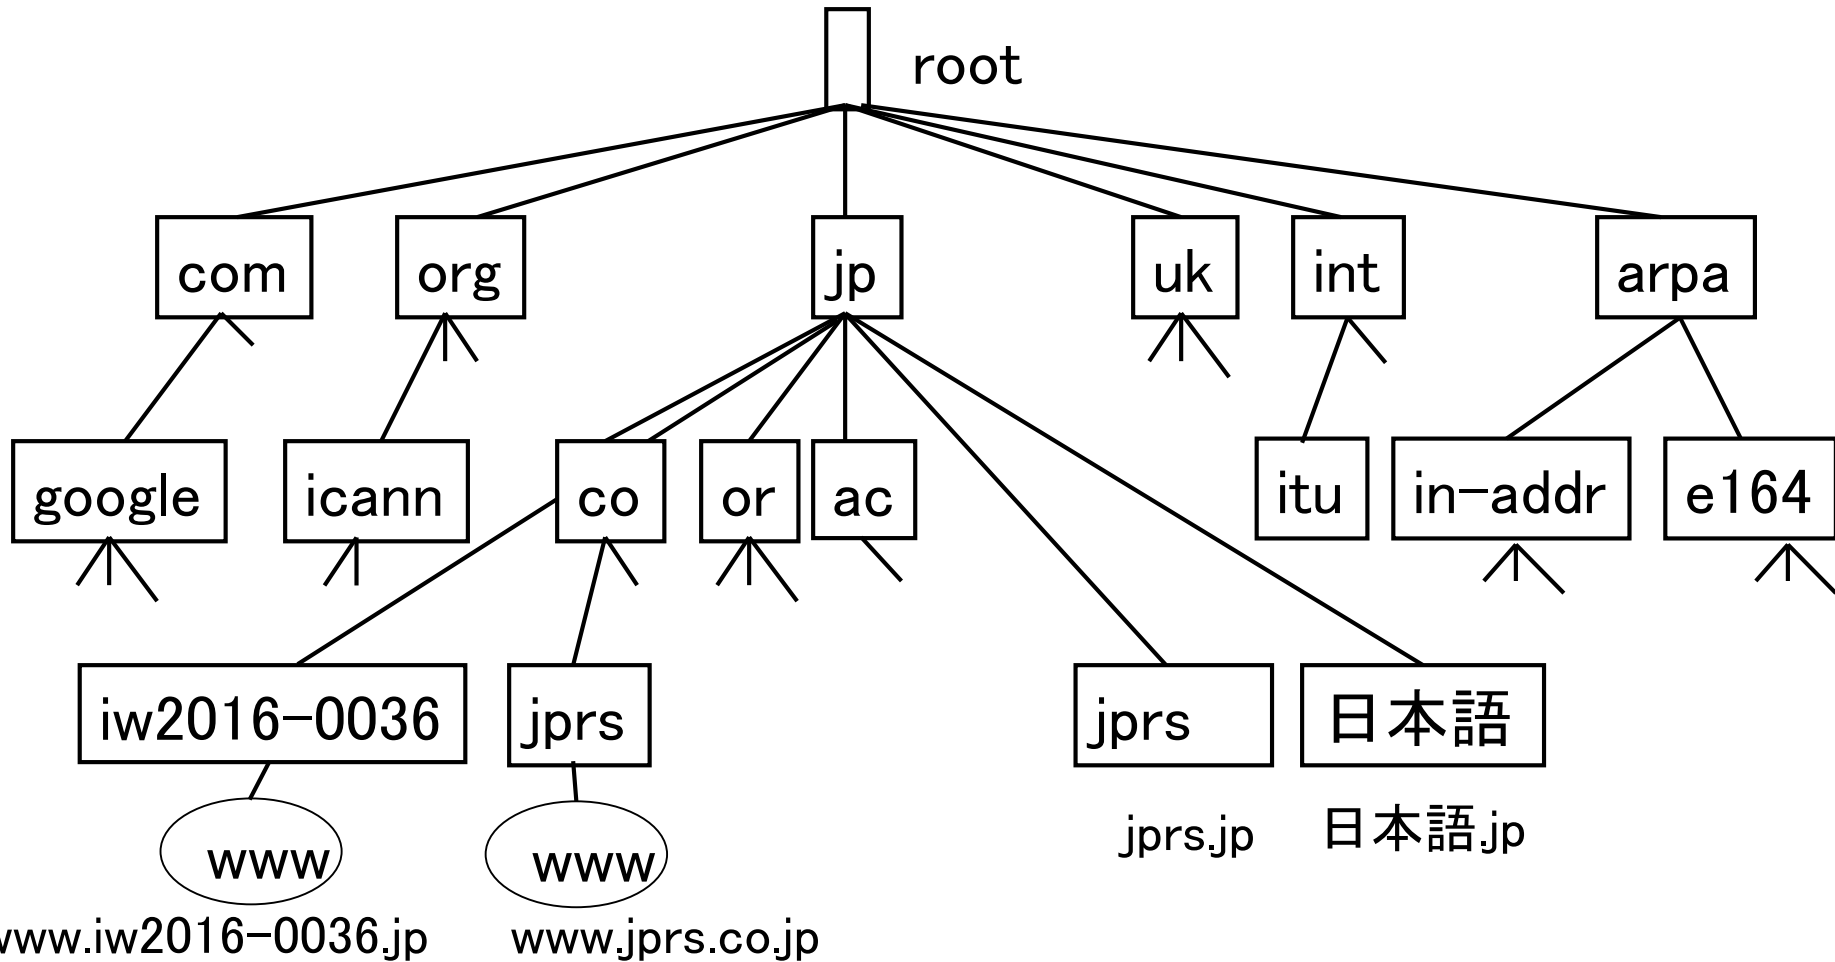 root
com
org
jp
uk
int
arpa
google
icann
co
or
ac
itu
in-addr
e164
iw2016-0036
jprs
jprs
日本語
www
www
jprs.jp
日本語.jp
www.iw2016-0036.jp
www.jprs.co.jp